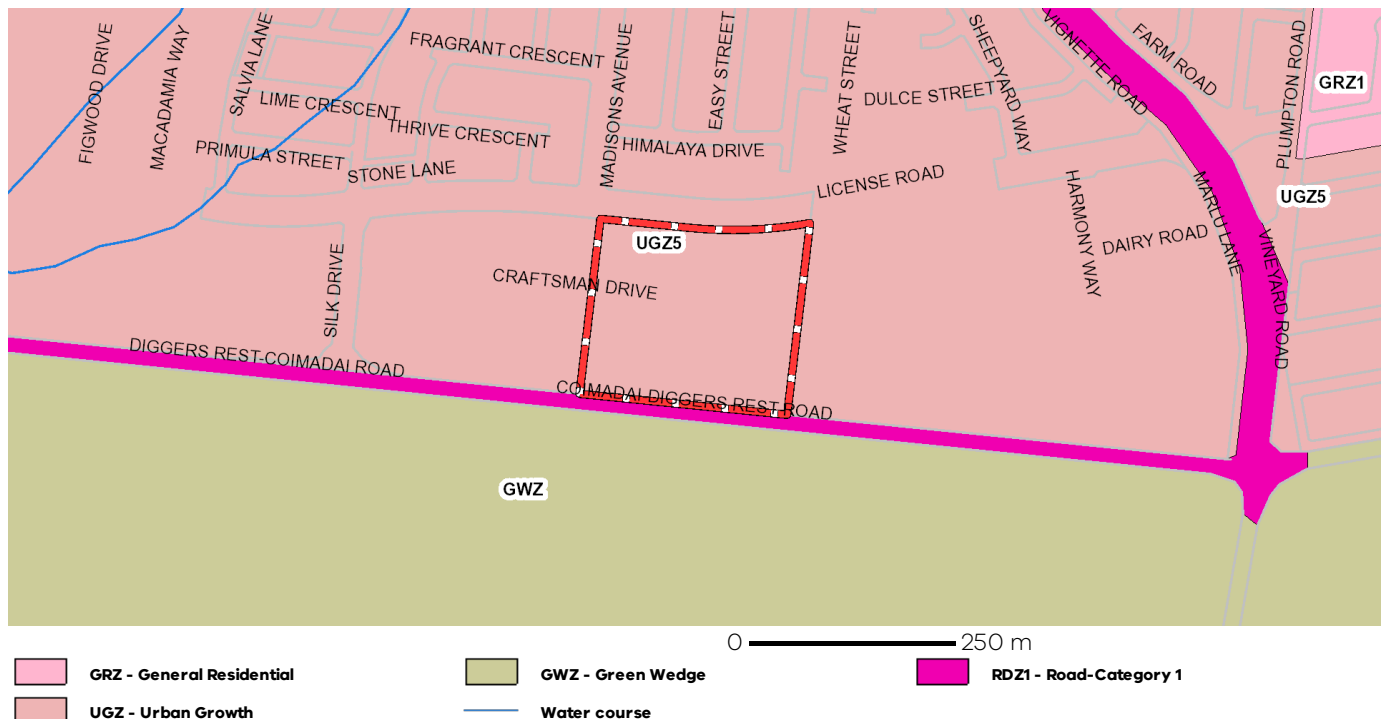 FIGWOOD DRIVE
MACADAMIA WAY
SALVIA LANE
FRAGRANT CRESCENT
LIME CRESCENT
THRIVE CRESCENT
PRIMULA STREET
STONE LANE
MADISONS AVENUE
EASY STREET
HIMALAYA DRIVE
WHEAT STREET
DULCE STREET
SHEEPYARD WAY
VIGNETTE ROAD
FARM ROAD
PLUMPTON ROAD
GRZ1
LICENSE ROAD
HARMONY WAY
DAIRY ROAD
MARLU LANE
VINEYARD ROAD
UGZ5
UGZ5
CRAFTSMAN DRIVE
SILK DRIVE
DIGGERS REST-COIMADAI ROAD
COIMADAI DIGGERS REST ROAD
GWZ
0 250 m
GRZ - General Residential
GWZ - Green Wedge
RDZ1 - Road-Category 1
UGZ - Urban Growth
Water course